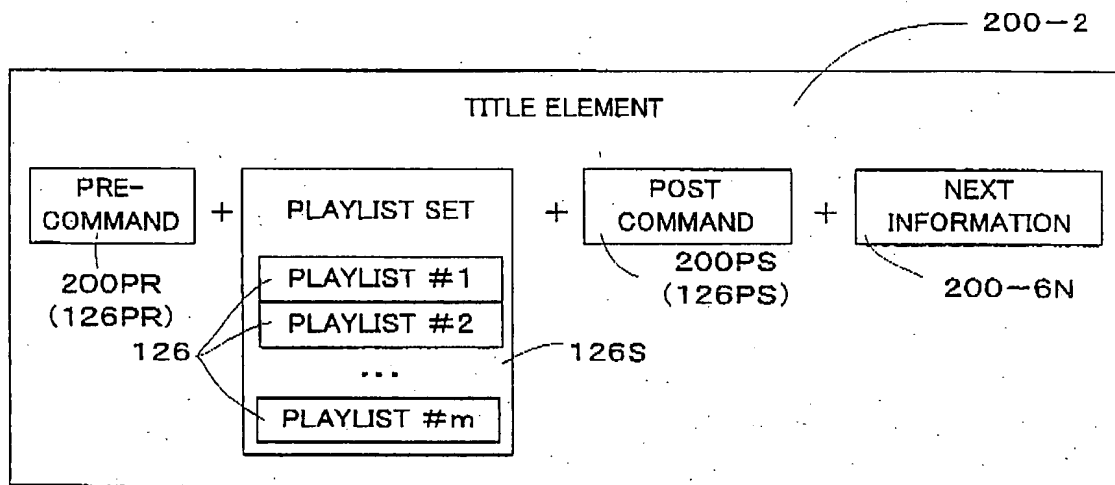 200-2
TITLE ELEMENT
PRE-
COMMAND
+
PLAYLIST SET
+
POST
COMMAND
+
NEXT
INFORMATION
200PR
(126PR)
PLAYLIST #1
PLAYLIST #2
...
PLAYLIST #m
126
126S
200PS
(126PS)
200-6N